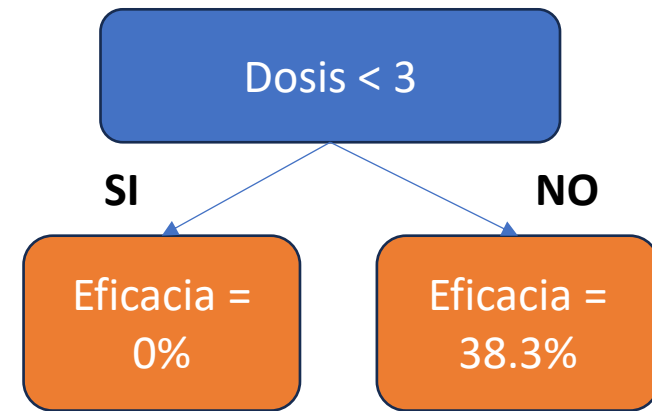 Dosis < 3
SI
NO
Eficacia =
0%
Eficacia =
38.3%